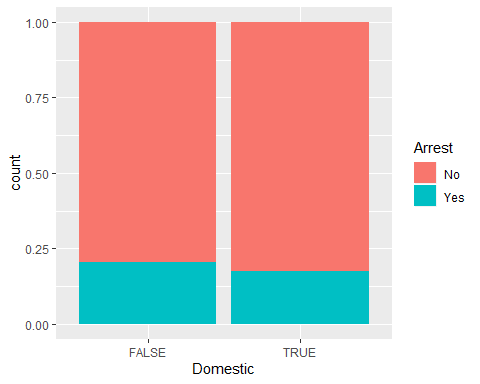 1.00
0.75
0.50
0.25
0.00
count
FALSE
TRUE
Domestic
Arrest
No
Yes